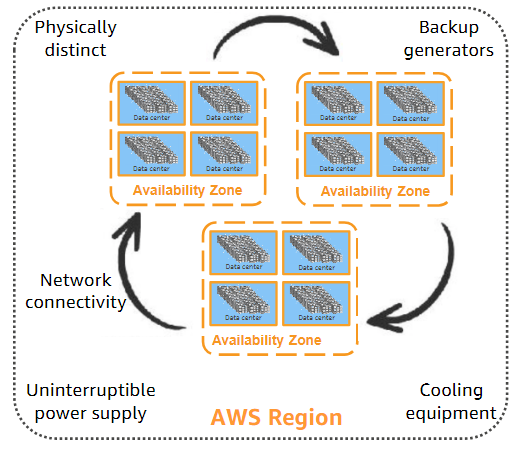 Physically
distinct
Backup
generators
Data center
Data center
Data center
Data center
Availability Zone
Data center
Data center
Data center
Data center
Availability Zone
Data center
Data center
Data center
Data center
Availability Zone
Network
connectivity
Uninterruptible
power supply
AWS Region
Cooling
equipment